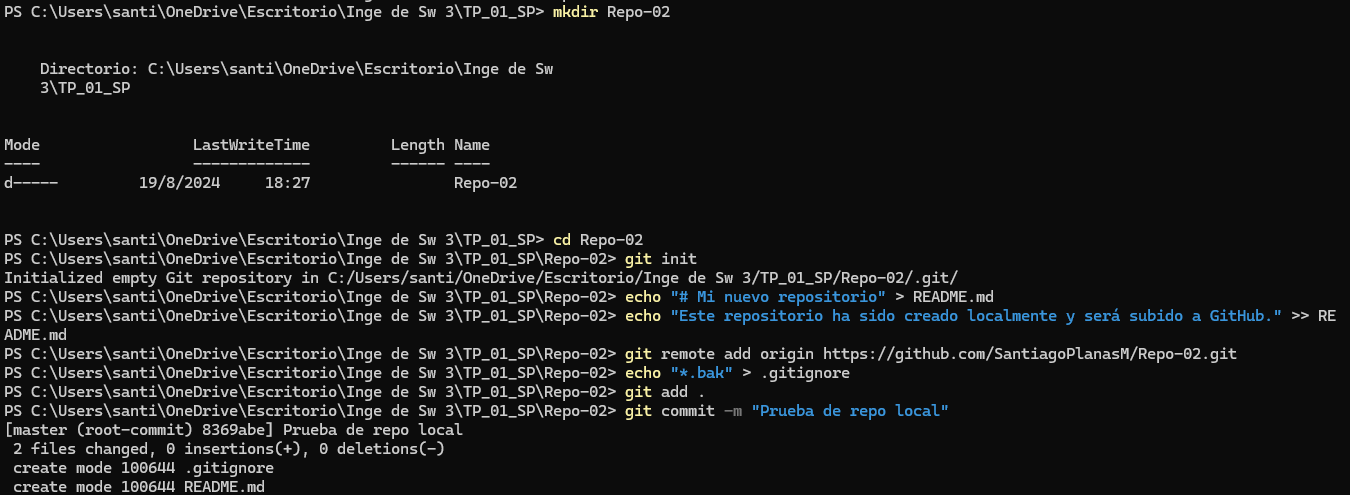 PS C:\Users\santi\OneDrive\Escritorio\Inge de Sw 3\TP_01_SP> mkdir Repo-02
Directorio: C:\Users\santi\OneDrive\Escritorio\Inge de Sw
3\TP_01_SP
Mode LastWriteTime Length Name
---- ------------- ------ ----
d----- 19/8/2024 18:27 Repo-02
PS C:\Users\santi\OneDrive\Escritorio\Inge de Sw 3\TP_01_SP> cd Repo-02
PS C:\Users\santi\OneDrive\Escritorio\Inge de Sw 3\TP_01_SP\Repo-02> git init
Initialized empty Git repository in C:/Users/santi/OneDrive/Escritorio/Inge de Sw 3/TP_01_SP/Repo-02/.git/
PS C:\Users\santi\OneDrive\Escritorio\Inge de Sw 3\TP_01_SP\Repo-02> echo "# Mi nuevo repositorio" > README.md
PS C:\Users\santi\OneDrive\Escritorio\Inge de Sw 3\TP_01_SP\Repo-02> echo "Este repositorio ha sido creado localmente y será subido a GitHub." >> RE
ADME.md
PS C:\Users\santi\OneDrive\Escritorio\Inge de Sw 3\TP_01_SP\Repo-02> git remote add origin https://github.com/SantiagoPlanasM/Repo-02.git
PS C:\Users\santi\OneDrive\Escritorio\Inge de Sw 3\TP_01_SP\Repo-02> echo "*.bak" > .gitignore
PS C:\Users\santi\OneDrive\Escritorio\Inge de Sw 3\TP_01_SP\Repo-02> git add .
PS C:\Users\santi\OneDrive\Escritorio\Inge de Sw 3\TP_01_SP\Repo-02> git commit -m "Prueba de repo local"
[master (root-commit) 8369abe] Prueba de repo local
2 files changed, 0 insertions(+), 0 deletions(-)
create mode 100644 .gitignore
create mode 100644 README.md